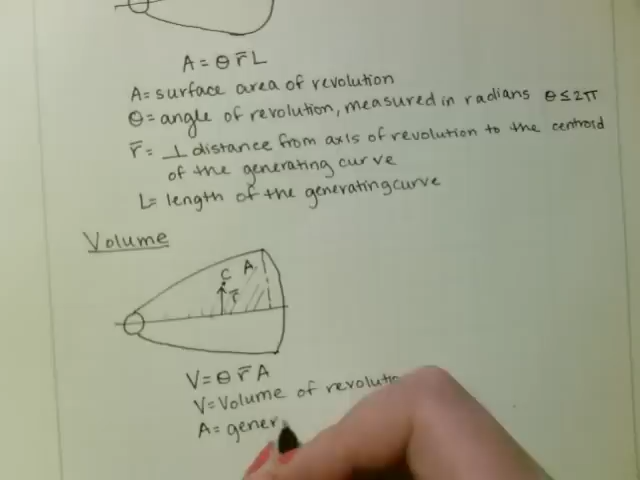 A = θ r̄ L
A = surface area of revolution
θ = angle of revolution, measured in radians θ ≤ 2π
r̄ = ⊥ distance from axis of revolution to the centroid
of the generating curve
L = length of the generating curve
Volume
C A
r̄
V = θ r̄ A
V = Volume of
A = gener